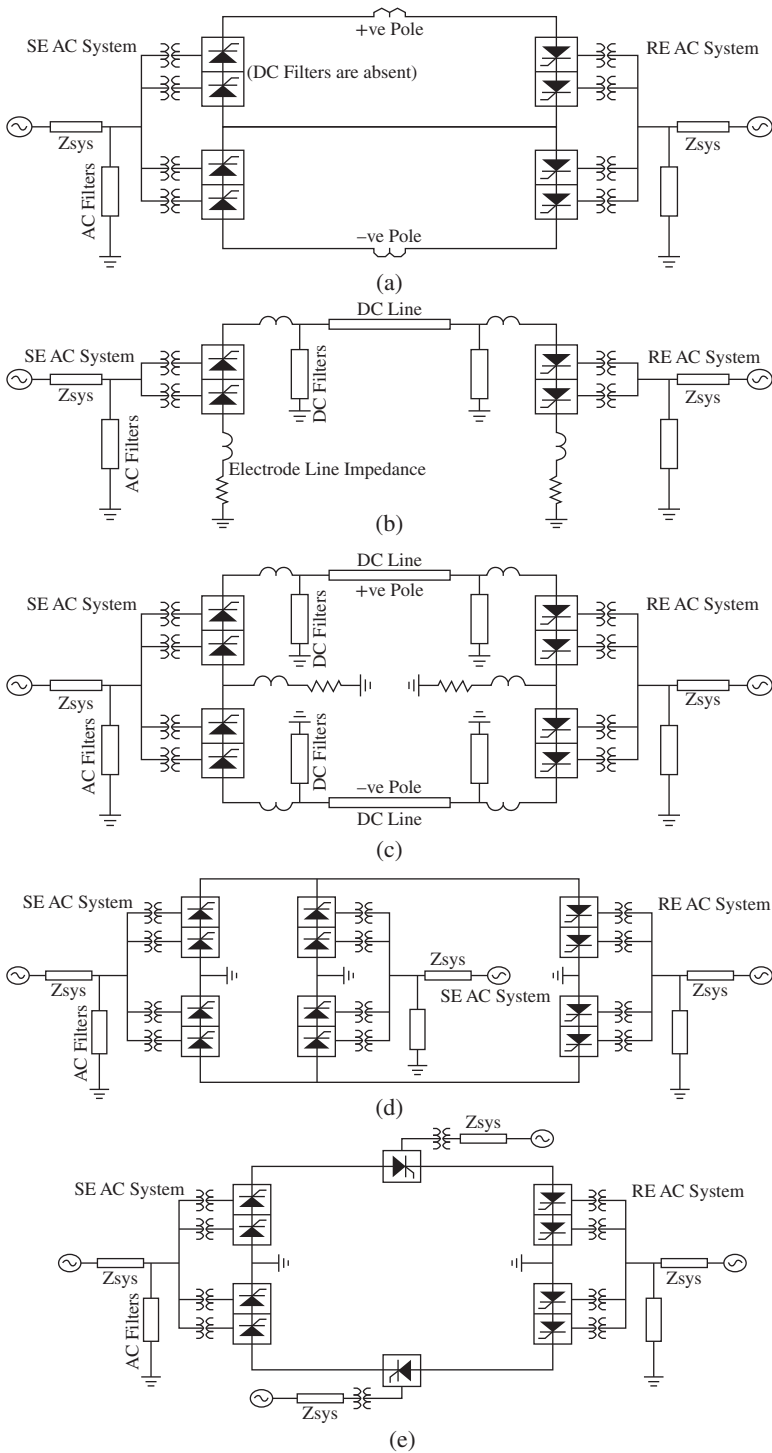 +ve Pole
SE AC System
(DC Filters are absent)
RE AC System
Zsys
Zsys
AC Filters
–ve Pole
(a)
DC Line
SE AC System
RE AC System
DC Filters
Zsys
Zsys
AC Filters
Electrode Line Impedance
(b)
DC Line
+ve Pole
SE AC System
RE AC System
DC Filters
Zsys
Zsys
AC Filters
DC Filters
–ve Pole
DC Line
(c)
SE AC System
RE AC System
Zsys
Zsys
SE AC System
Zsys
AC Filters
(d)
Zsys
SE AC System
RE AC System
Zsys
Zsys
AC Filters
Zsys
(e)